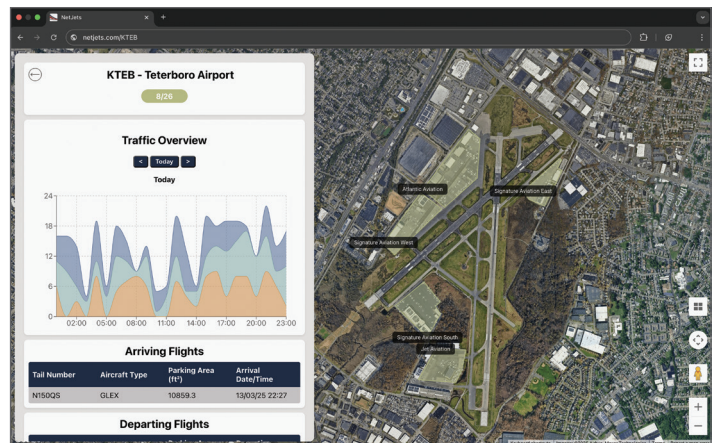 NetJets
netjets.com/KTEB
KTEB - Teterboro Airport
8/26
Traffic Overview
< Today >
Today
24
18
12
6
0
02:00 05:00 08:00 11:00 14:00 17:00 20:00 23:00
Arriving Flights
Tail Number Aircraft Type Parking Area (ft²) Arrival Date/Time
N150QS GLEX 10859.3 13/03/25 22:27
Departing Flights
Atlantic Aviation
Signature Aviation East
Signature Aviation West
Signature Aviation South
Jet Aviation